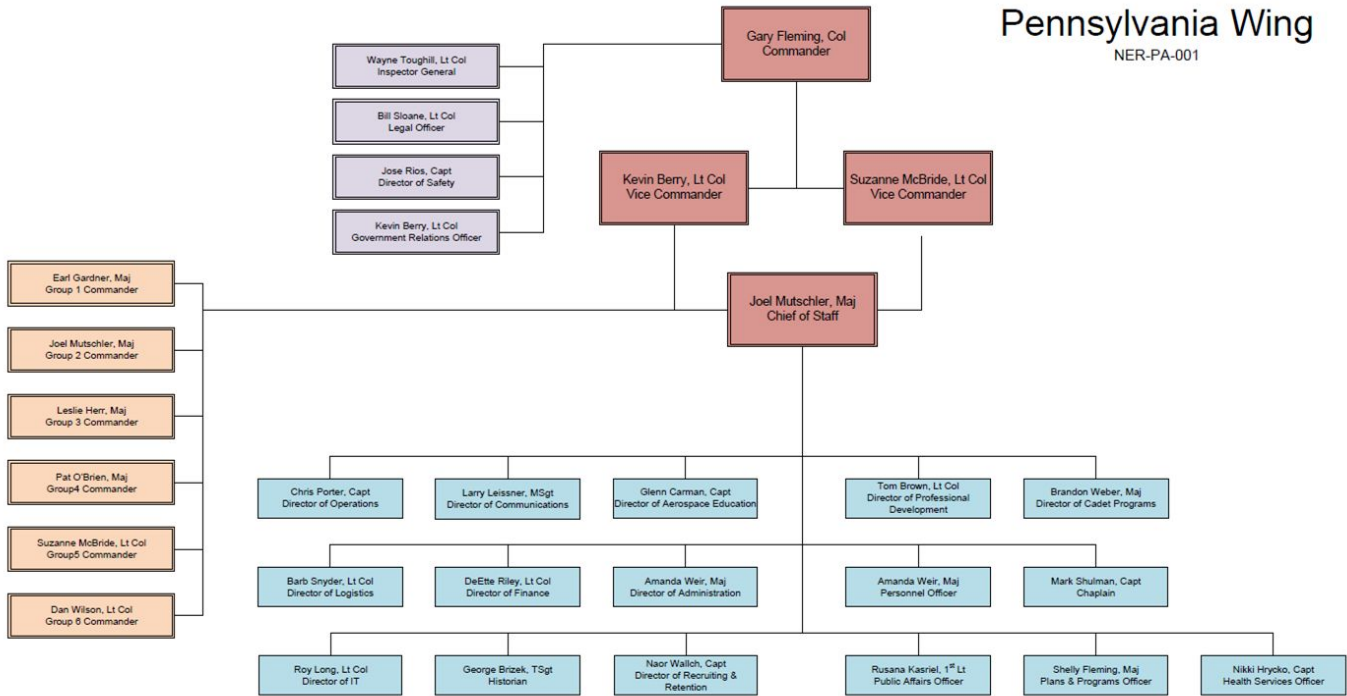 Pennsylvania Wing
NER-PA-001
Gary Fleming, Col
Commander
Wayne Toughill, Lt Col
Inspector General
Bill Sloane, Lt Col
Legal Officer
Jose Rios, Capt
Director of Safety
Kevin Berry, Lt Col
Government Relations Officer
Kevin Berry, Lt Col
Vice Commander
Suzanne McBride, Lt Col
Vice Commander
Joel Mutschler, Maj
Chief of Staff
Earl Gardner, Maj
Group 1 Commander
Joel Mutschler, Maj
Group 2 Commander
Leslie Herr, Maj
Group 3 Commander
Pat O'Brien, Maj
Group4 Commander
Suzanne McBride, Lt Col
Group5 Commander
Dan Wilson, Lt Col
Group 6 Commander
Chris Porter, Capt
Director of Operations
Larry Leissner, MSgt
Director of Communications
Glenn Carman, Capt
Director of Aerospace Education
Tom Brown, Lt Col
Director of Professional
Development
Brandon Weber, Maj
Director of Cadet Programs
Barb Snyder, Lt Col
Director of Logistics
DeEtte Riley, Lt Col
Director of Finance
Amanda Weir, Maj
Director of Administration
Amanda Weir, Maj
Personnel Officer
Mark Shulman, Capt
Chaplain
Roy Long, Lt Col
Director of IT
George Brizek, TSgt
Historian
Naor Wallch, Capt
Director of Recruiting &
Retention
Rusana Kasriel, 1st Lt
Public Affairs Officer
Shelly Fleming, Maj
Plans & Programs Officer
Nikki Hrycko, Capt
Health Services Officer